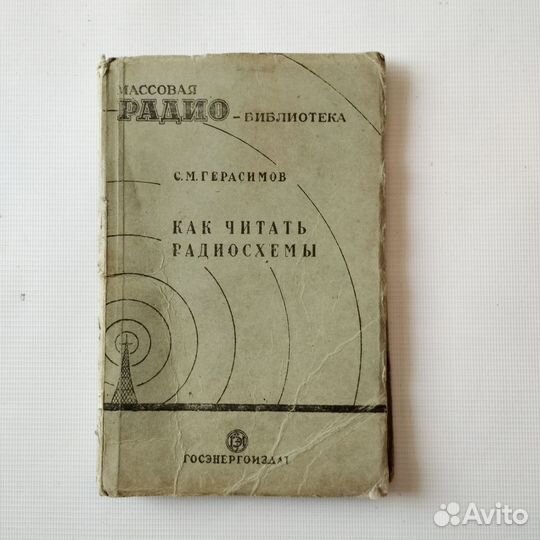 МАССОВАЯ
РАДИО-БИБЛИОТЕКА
С.М.ГЕРАСИМОВ
КАК ЧИТАТЬ
РАДИОСХЕМЫ
ГОСЭНЕРГОИЗДАТ
Avito